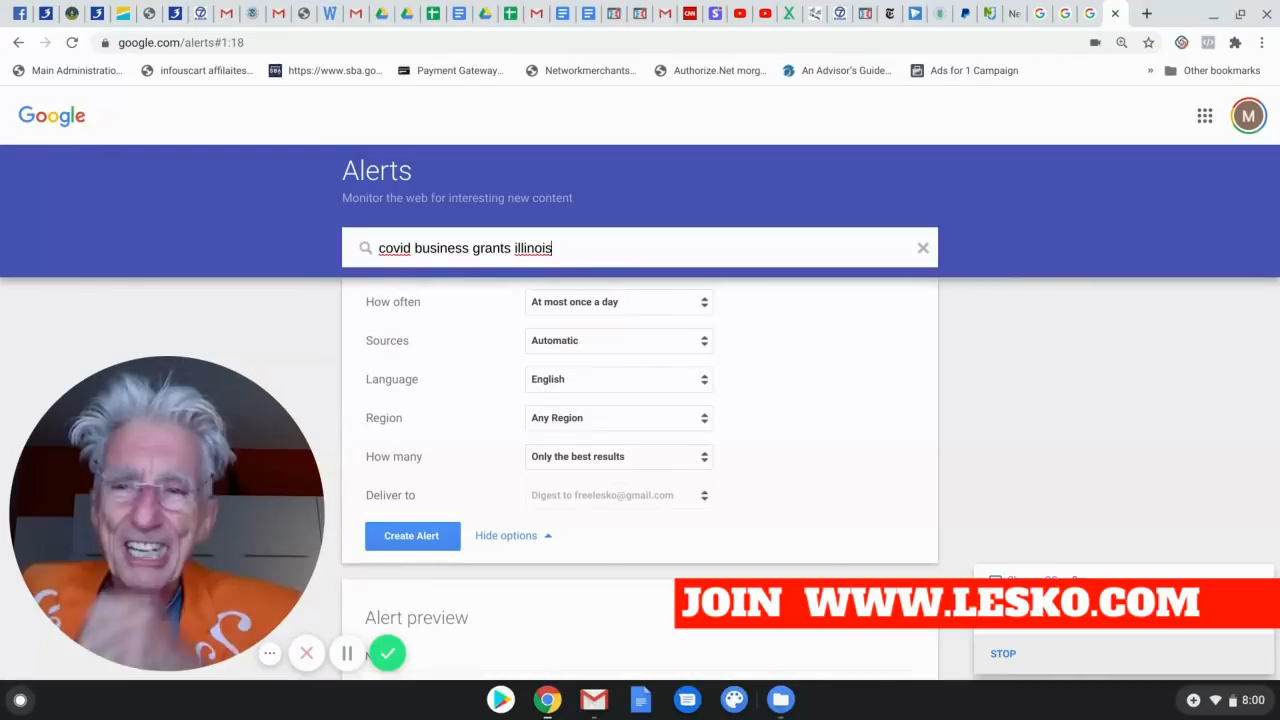 google.com/alerts#1:18
Main Administratio...
infouscart affilaites...
https://www.sba.go...
Payment Gateway...
Networkmerchants...
Authorize.Net morg...
An Advisor's Guide...
Ads for 1 Campaign
»
Other bookmarks
Google
M
Alerts
Monitor the web for interesting new content
covid business grants illinois
How often
At most once a day
Sources
Automatic
Language
English
Region
Any Region
How many
Only the best results
Deliver to
Digest to freelesko@gmail.com
Create Alert
Hide options
Alert preview
JOIN WWW.LESKO.COM
STOP
8:00